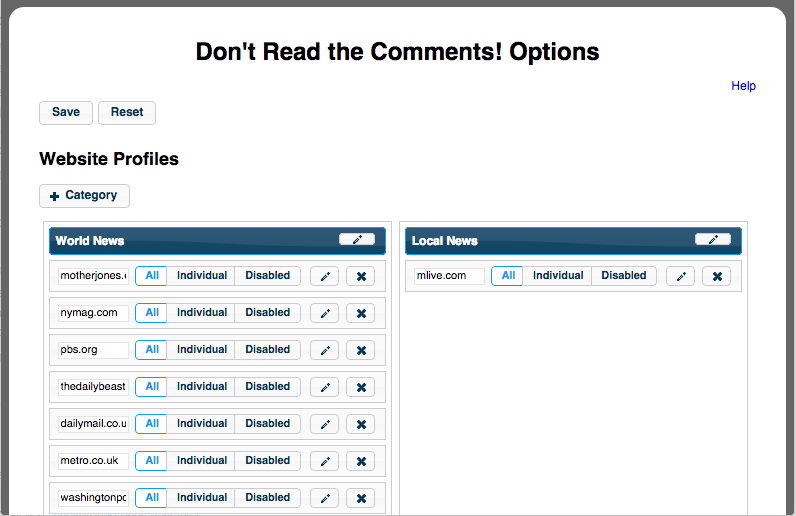 Don't Read the Comments! Options
Help
Save Reset
Website Profiles
Category
World News
motherjones. All Individual Disabled
nymag.com All Individual Disabled
pbs.org All Individual Disabled
thedailybeast All Individual Disabled
dailymail.co.u All Individual Disabled
metro.co.uk All Individual Disabled
washingtonpo All Individual Disabled
Local News
mlive.com All Individual Disabled